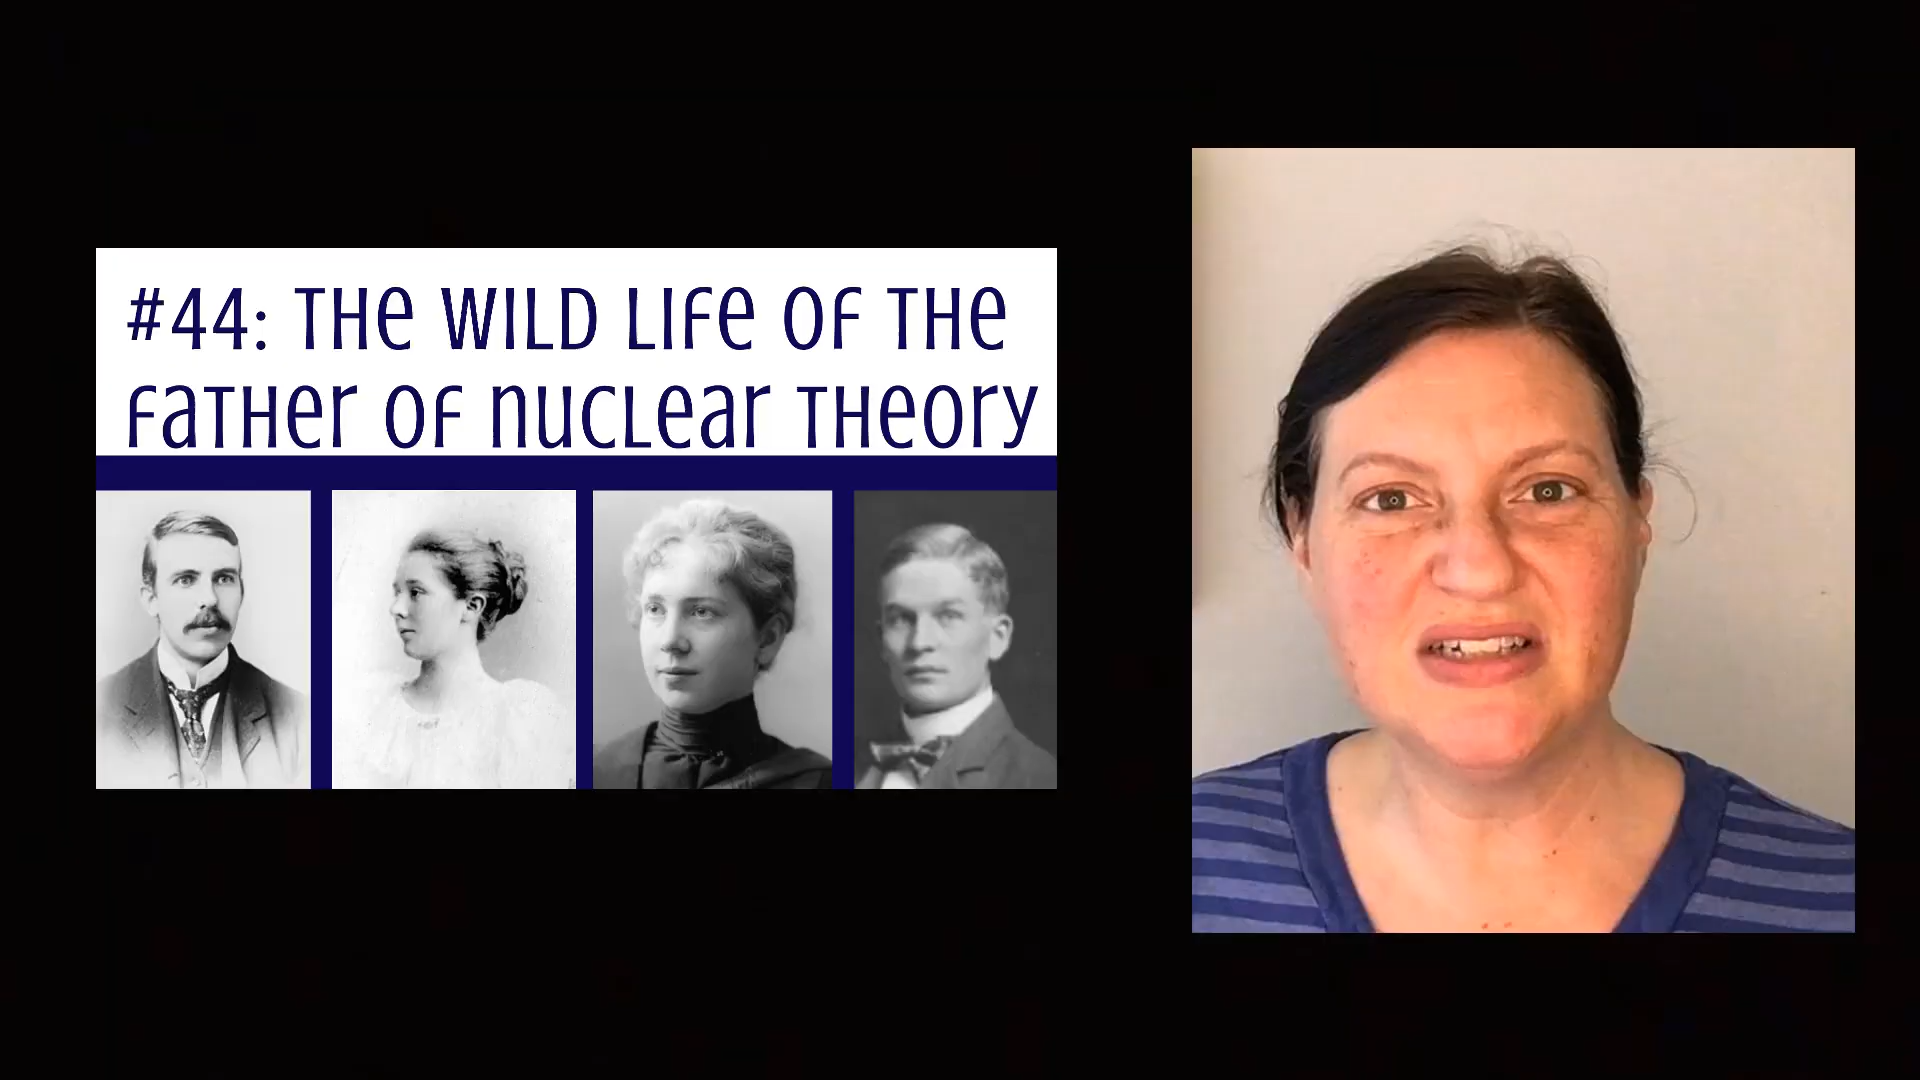 #44: THe WILD LIFe OF THe
FaTHer OF nucLear THeory